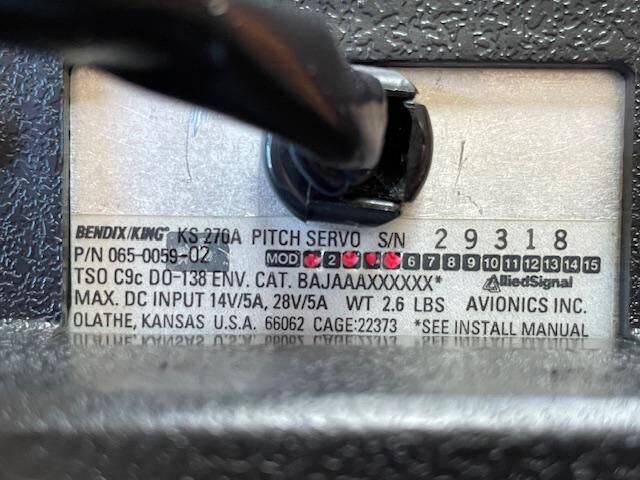 BENDIX/KING® KS 270A PITCH SERVO S/N 29318
P/N 065-0059-02 MOD 2 6 7 8 9 10 11 12 13 14 15
TSO C9c DO-138 ENV. CAT. BAJAAAXXXXXX* AlliedSignal
MAX. DC INPUT 14V/5A, 28V/5A WT 2.6 LBS AVIONICS INC.
OLATHE, KANSAS U.S.A. 66062 CAGE:22373 *SEE INSTALL MANUAL